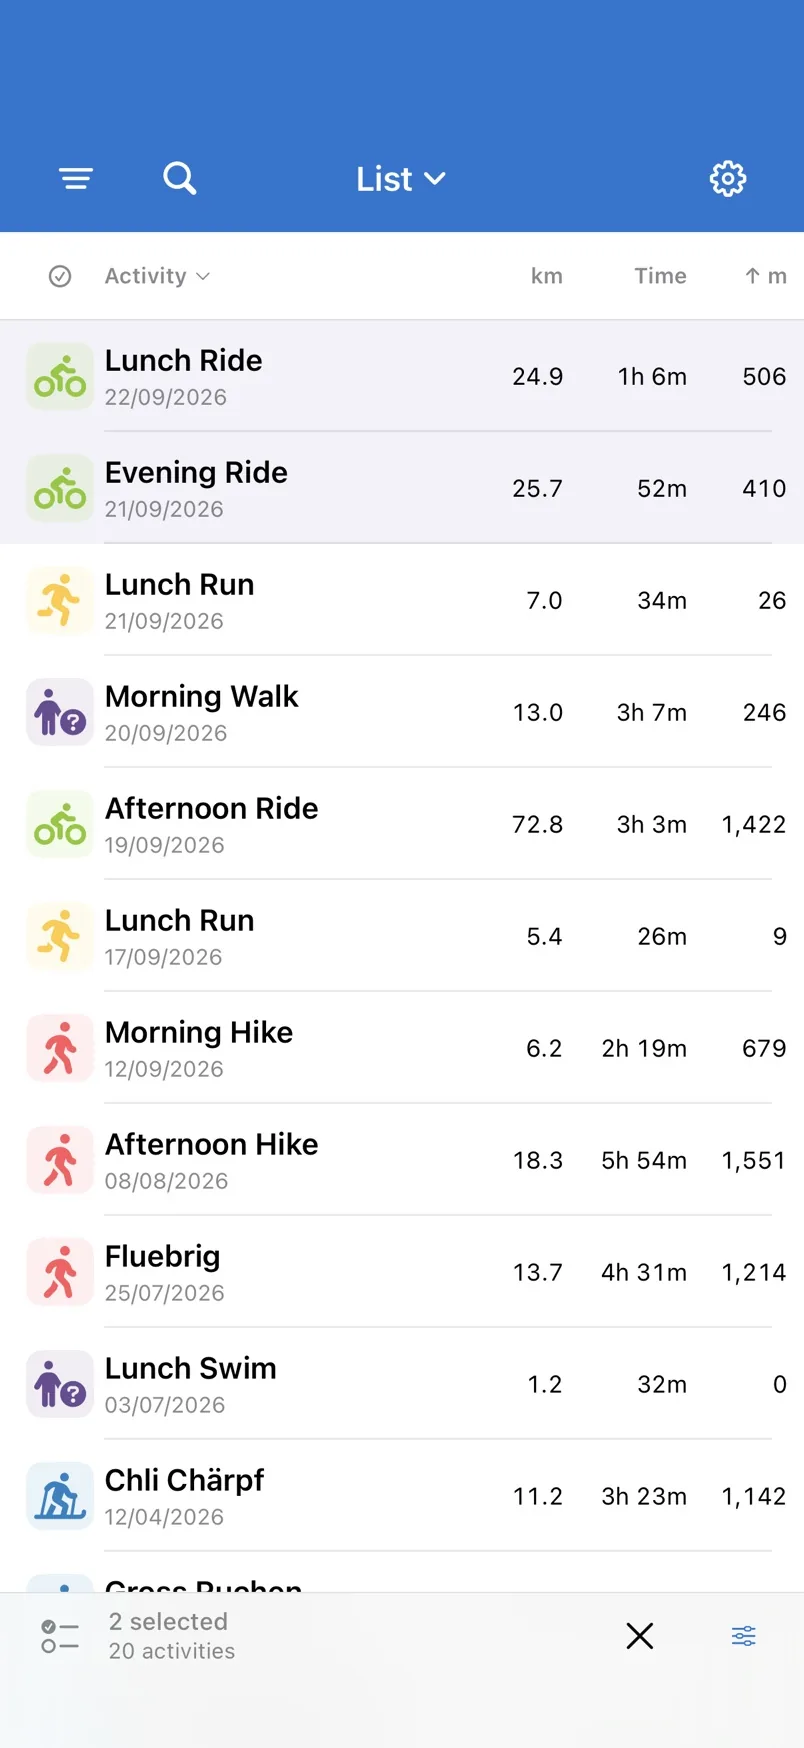 List
Activity km Time ↑ m
Lunch Ride
22/09/2026
24.9 1h 6m 506
Evening Ride
21/09/2026
25.7 52m 410
Lunch Run
21/09/2026
7.0 34m 26
Morning Walk
20/09/2026
13.0 3h 7m 246
Afternoon Ride
19/09/2026
72.8 3h 3m 1,422
Lunch Run
17/09/2026
5.4 26m 9
Morning Hike
12/09/2026
6.2 2h 19m 679
Afternoon Hike
08/08/2026
18.3 5h 54m 1,551
Fluebrig
25/07/2026
13.7 4h 31m 1,214
Lunch Swim
03/07/2026
1.2 32m 0
Chli Chärpf
12/04/2026
11.2 3h 23m 1,142
Gross Ruchen
2 selected
20 activities